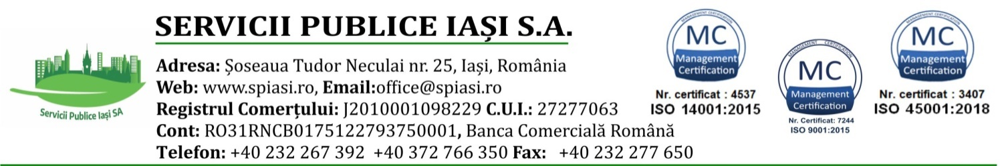 SERVICII PUBLICE IAȘI S.A.
Adresa: Șoseaua Tudor Neculai nr. 25, Iași, România
Web: www.spiasi.ro, Email:office@spiasi.ro
Registrul Comerțului: J2010001098229 C.U.I.: 27277063
Cont: RO31RNCB0175122793750001, Banca Comercială Română
Telefon: +40 232 267 392 +40 372 766 350 Fax: +40 232 277 650
Servicii Publice Iași SA
MANAGEMENT CERTIFICATION
MC
Management
Certification
Nr. certificat : 4537
ISO 14001:2015
MANAGEMENT CERTIFICATION
MC
Management
Certification
Nr. Certificat: 7244
ISO 9001:2015
MANAGEMENT CERTIFICATION
MC
Management
Certification
Nr. certificat : 3407
ISO 45001:2018